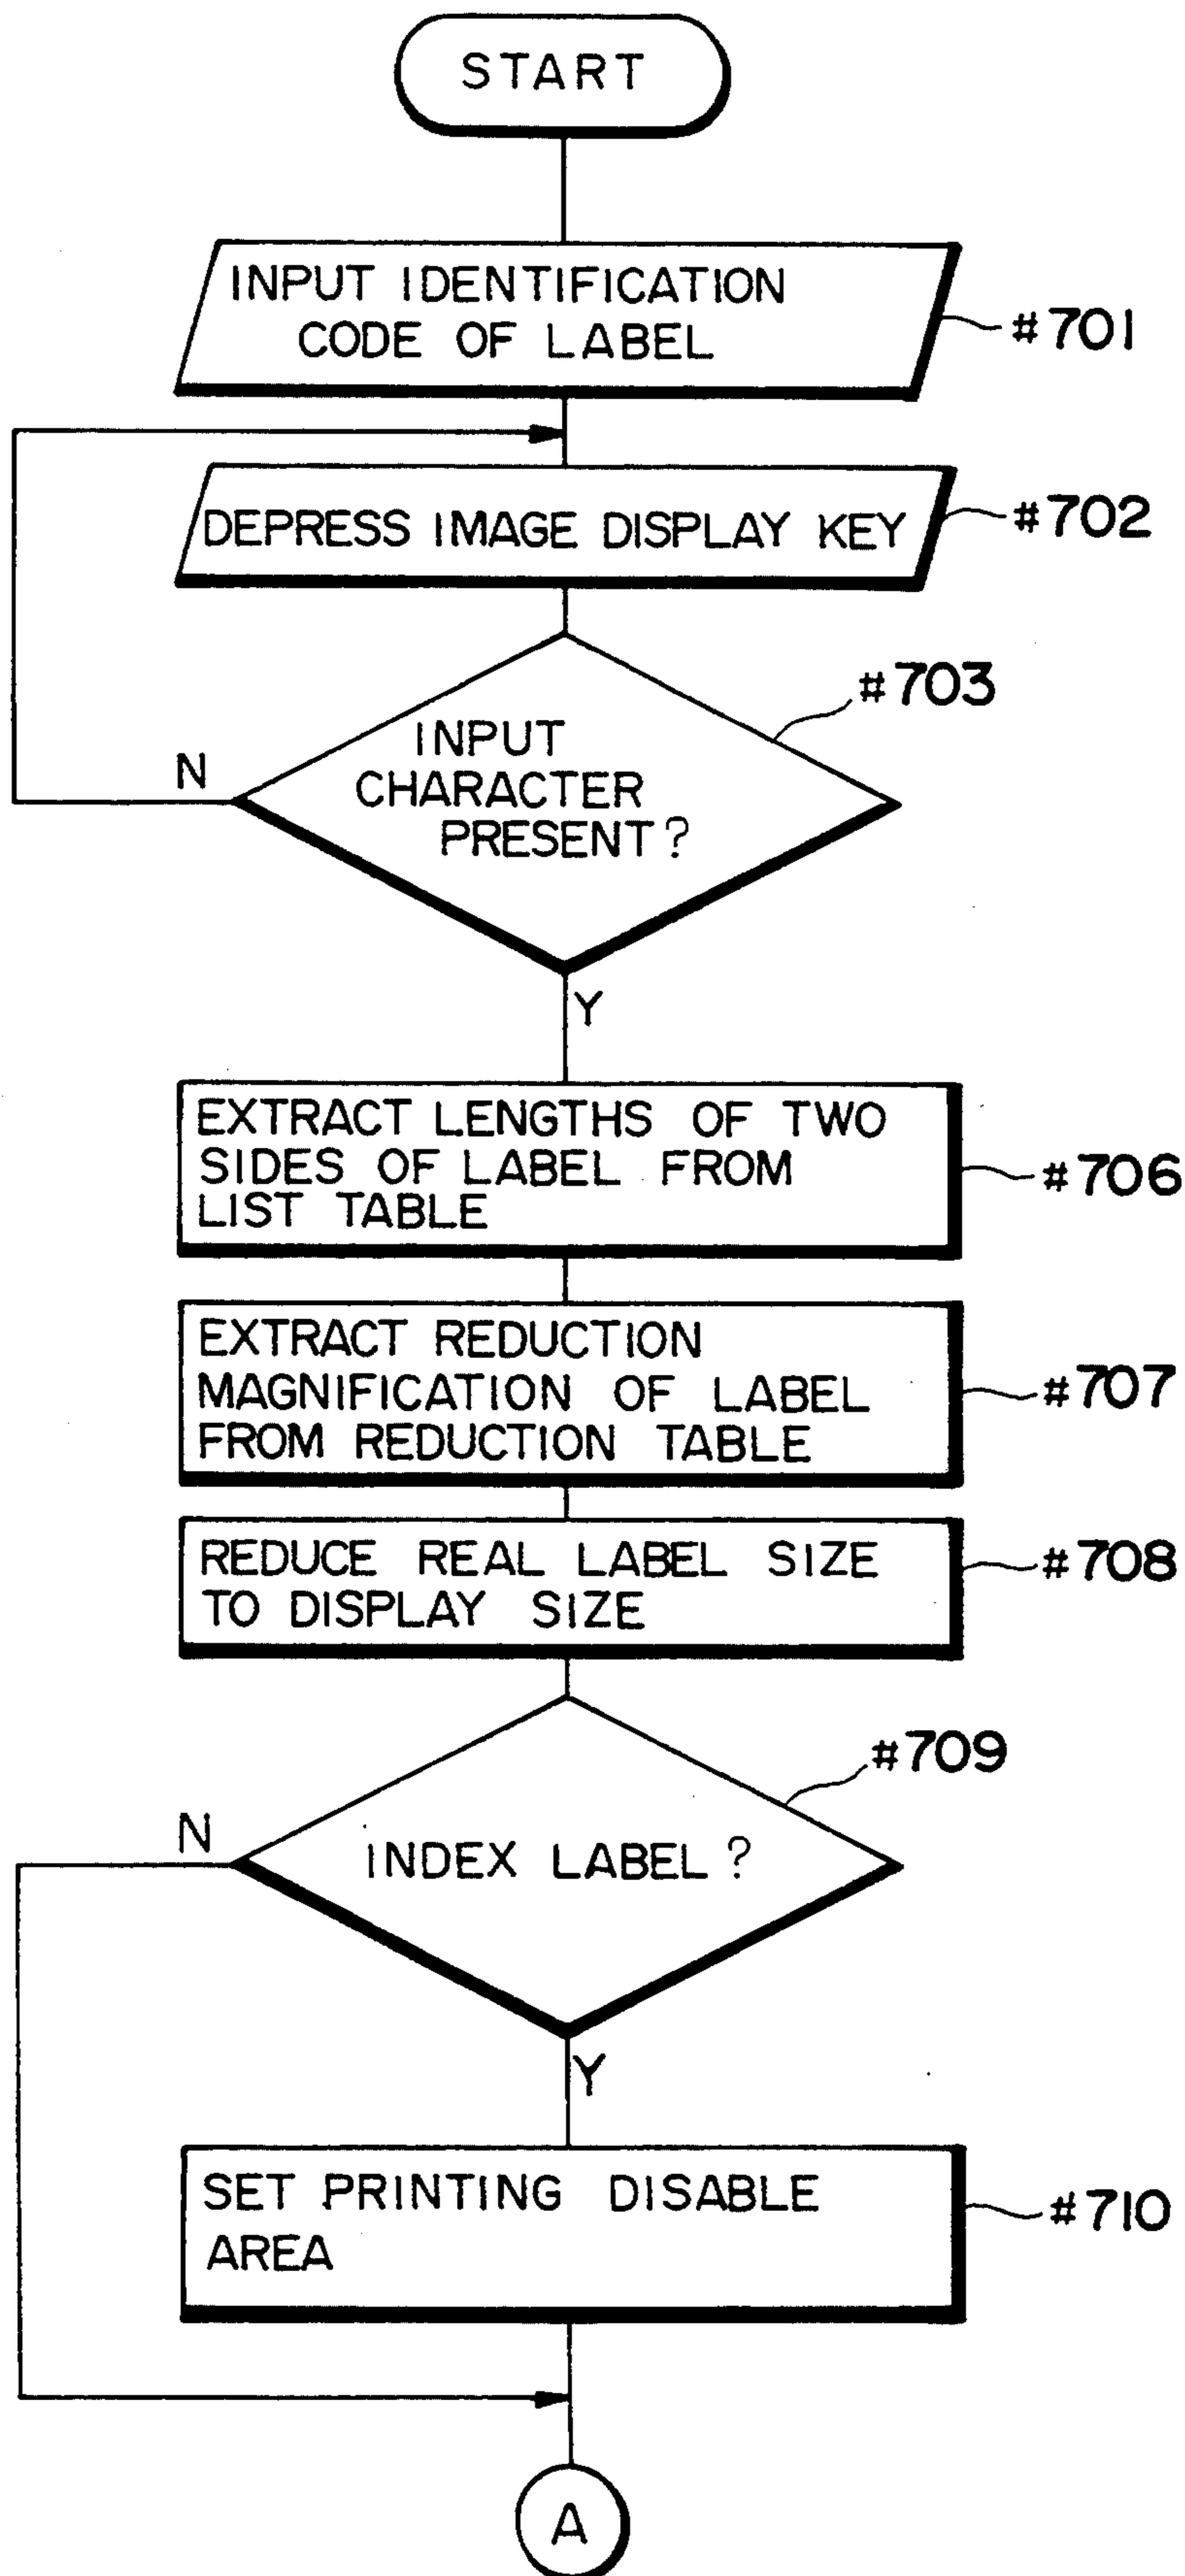 START
INPUT IDENTIFICATION
CODE OF LABEL
#701
DEPRESS IMAGE DISPLAY KEY
#702
#703
INPUT
CHARACTER
PRESENT?
N
Y
EXTRACT LENGTHS OF TWO
SIDES OF LABEL FROM
LIST TABLE
#706
EXTRACT REDUCTION
MAGNIFICATION OF LABEL
FROM REDUCTION TABLE
#707
REDUCE REAL LABEL SIZE
TO DISPLAY SIZE
#708
#709
N
INDEX LABEL?
Y
SET PRINTING DISABLE
AREA
#710
A